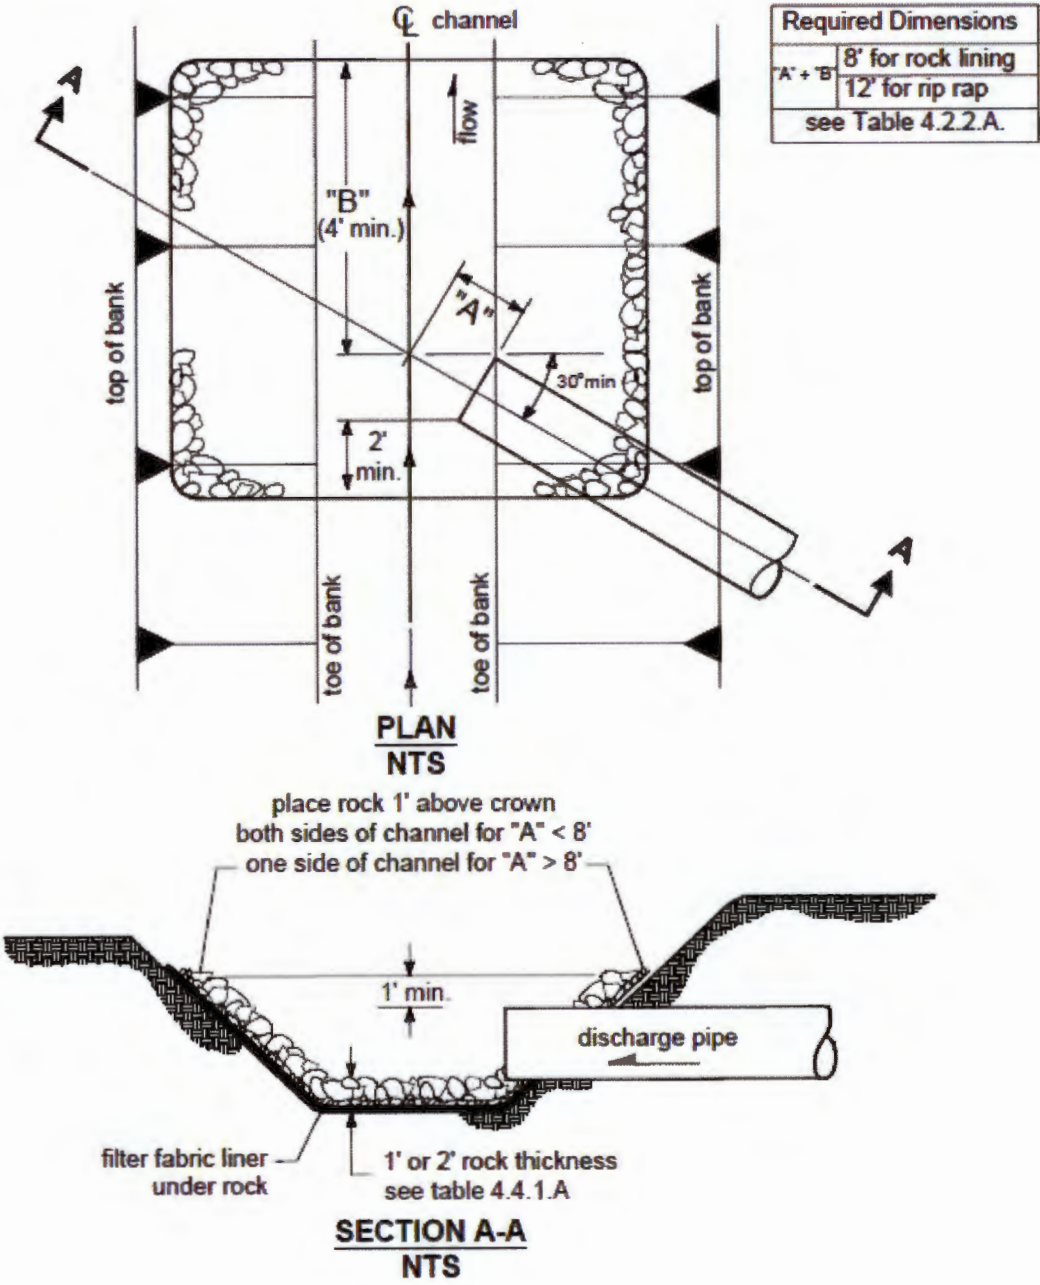 ℄ channel
Required Dimensions
"A" + "B
8' for rock lining
12' for rip rap
see Table 4.2.2.A.
A
flow
"B"
(4' min.)
"A"
30°min
2'
min.
top of bank
top of bank
toe of bank
toe of bank
A
PLAN
NTS
place rock 1' above crown
both sides of channel for "A" < 8'
one side of channel for "A" > 8'
1' min.
discharge pipe
filter fabric liner
under rock
1' or 2' rock thickness
see table 4.4.1.A
SECTION A-A
NTS